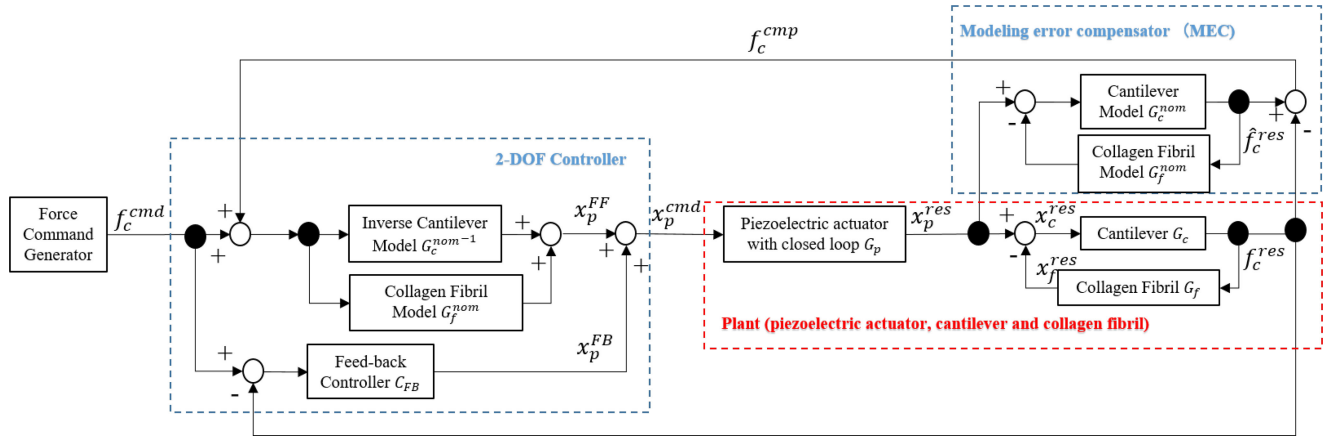 Modeling error compensator （MEC)
f_c^{cmp}
+
-
Cantilever
Model G_c^{nom}
+
-
f̂_c^{res}
Collagen Fibril
Model G_f^{nom}
2-DOF Controller
Force
Command
Generator
f_c^{cmd}
+
+
Inverse Cantilever
Model G_c^{nom-1}
+
+
x_p^{FF}
+
+
x_p^{cmd}
Collagen Fibril
Model G_f^{nom}
x_p^{FB}
+
-
Feed-back
Controller C_{FB}
Piezoelectric actuator
with closed loop G_p
x_p^{res}
+
-
x_c^{res}
Cantilever G_c
f_c^{res}
x_f^{res}
Collagen Fibril G_f
Plant (piezoelectric actuator, cantilever and collagen fibril)